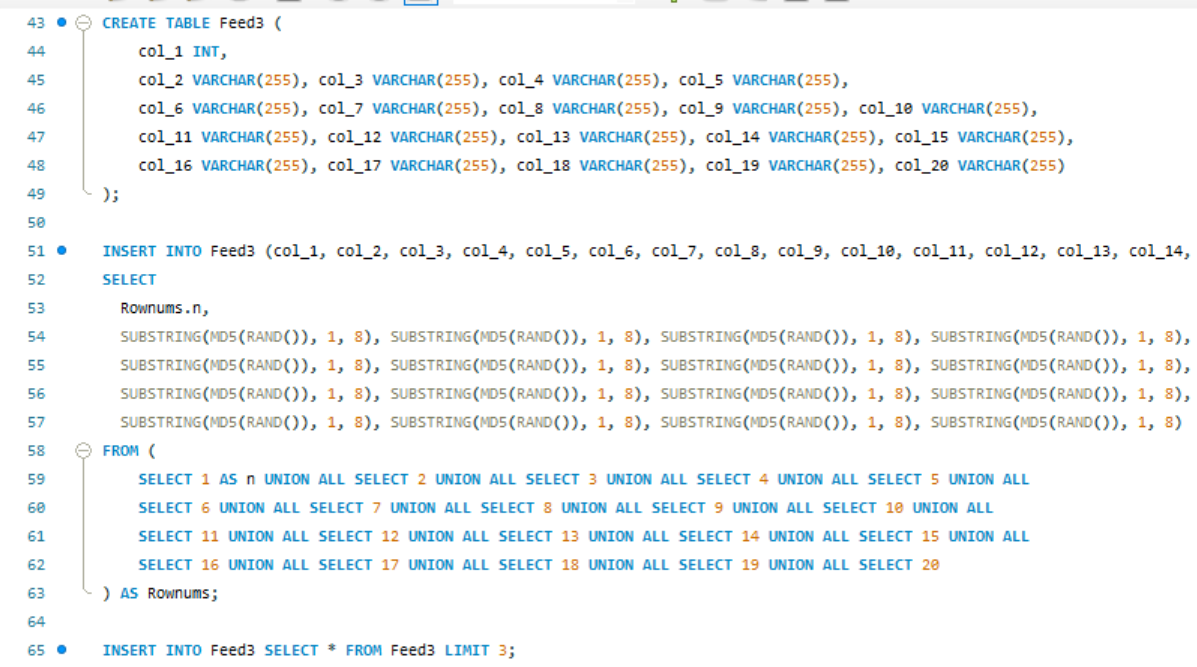 43 CREATE TABLE Feed3 (
44 col_1 INT,
45 col_2 VARCHAR(255), col_3 VARCHAR(255), col_4 VARCHAR(255), col_5 VARCHAR(255),
46 col_6 VARCHAR(255), col_7 VARCHAR(255), col_8 VARCHAR(255), col_9 VARCHAR(255), col_10 VARCHAR(255),
47 col_11 VARCHAR(255), col_12 VARCHAR(255), col_13 VARCHAR(255), col_14 VARCHAR(255), col_15 VARCHAR(255),
48 col_16 VARCHAR(255), col_17 VARCHAR(255), col_18 VARCHAR(255), col_19 VARCHAR(255), col_20 VARCHAR(255)
49 );
50
51 INSERT INTO Feed3 (col_1, col_2, col_3, col_4, col_5, col_6, col_7, col_8, col_9, col_10, col_11, col_12, col_13, col_14,
52 SELECT
53 Rownums.n,
54 SUBSTRING(MD5(RAND()), 1, 8), SUBSTRING(MD5(RAND()), 1, 8), SUBSTRING(MD5(RAND()), 1, 8), SUBSTRING(MD5(RAND()), 1, 8),
55 SUBSTRING(MD5(RAND()), 1, 8), SUBSTRING(MD5(RAND()), 1, 8), SUBSTRING(MD5(RAND()), 1, 8), SUBSTRING(MD5(RAND()), 1, 8),
56 SUBSTRING(MD5(RAND()), 1, 8), SUBSTRING(MD5(RAND()), 1, 8), SUBSTRING(MD5(RAND()), 1, 8), SUBSTRING(MD5(RAND()), 1, 8),
57 SUBSTRING(MD5(RAND()), 1, 8), SUBSTRING(MD5(RAND()), 1, 8), SUBSTRING(MD5(RAND()), 1, 8), SUBSTRING(MD5(RAND()), 1, 8)
58 FROM (
59 SELECT 1 AS n UNION ALL SELECT 2 UNION ALL SELECT 3 UNION ALL SELECT 4 UNION ALL SELECT 5 UNION ALL
60 SELECT 6 UNION ALL SELECT 7 UNION ALL SELECT 8 UNION ALL SELECT 9 UNION ALL SELECT 10 UNION ALL
61 SELECT 11 UNION ALL SELECT 12 UNION ALL SELECT 13 UNION ALL SELECT 14 UNION ALL SELECT 15 UNION ALL
62 SELECT 16 UNION ALL SELECT 17 UNION ALL SELECT 18 UNION ALL SELECT 19 UNION ALL SELECT 20
63 ) AS Rownums;
64
65 INSERT INTO Feed3 SELECT * FROM Feed3 LIMIT 3;